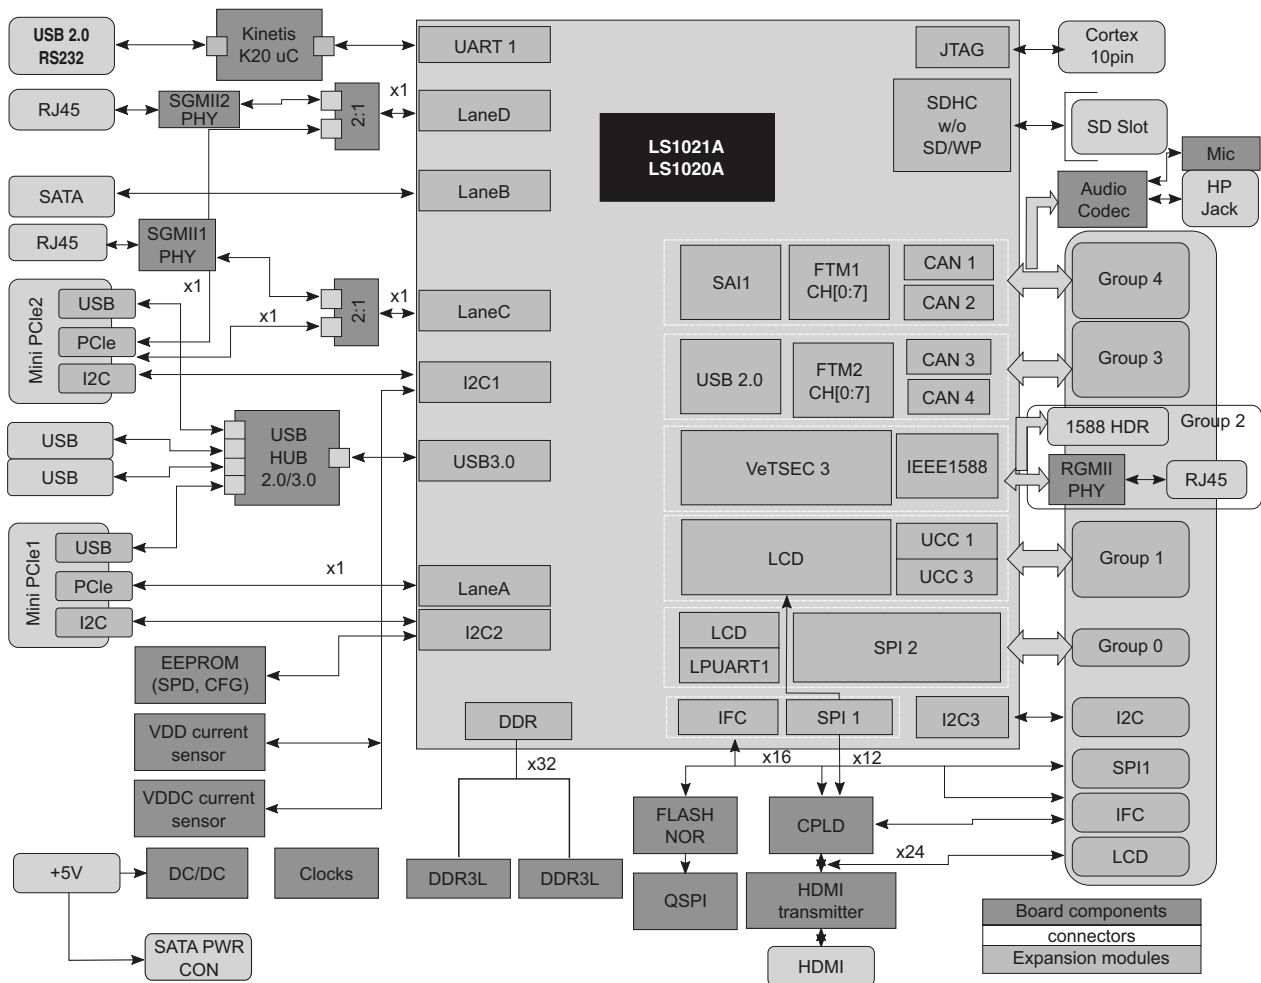 USB 2.0
RS232
Kinetis
K20 uC
UART 1
JTAG
Cortex
10pin
RJ45
SGMII2
PHY
2:1
x1
LaneD
LS1021A
LS1020A
SDHC
w/o
SD/WP
SD Slot
Mic
HP
Jack
Audio
Codec
SATA
LaneB
RJ45
SGMII1
PHY
x1
Mini PCIe2
USB
PCIe
I2C
x1
2:1
x1
LaneC
I2C1
SAI1
FTM1
CH[0:7]
CAN 1
CAN 2
Group 4
USB 2.0
FTM2
CH[0:7]
CAN 3
CAN 4
Group 3
USB
USB
USB
HUB
2.0/3.0
USB3.0
VeTSEC 3
IEEE1588
1588 HDR
Group 2
RGMII
PHY
RJ45
Mini PCIe1
USB
PCIe
I2C
x1
LaneA
I2C2
LCD
UCC 1
UCC 3
Group 1
LCD
LPUART1
SPI 2
Group 0
EEPROM
(SPD, CFG)
VDD current
sensor
VDDC current
sensor
DDR
x32
IFC
SPI 1
I2C3
I2C
x16
x12
SPI1
IFC
LCD
FLASH
NOR
CPLD
x24
+5V
DC/DC
Clocks
DDR3L
DDR3L
QSPI
HDMI
transmitter
SATA PWR
CON
HDMI
Board components
connectors
Expansion modules